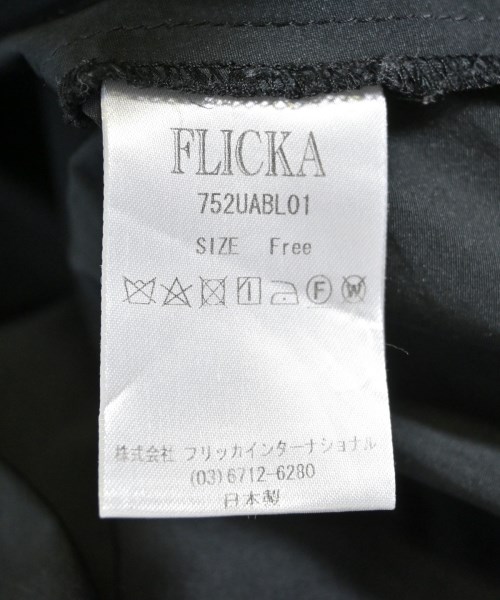 FLICKA
752UABL01
SIZE Free
F W
株式会社 フリッカインターナショナル
(03)6712-6280
日本製